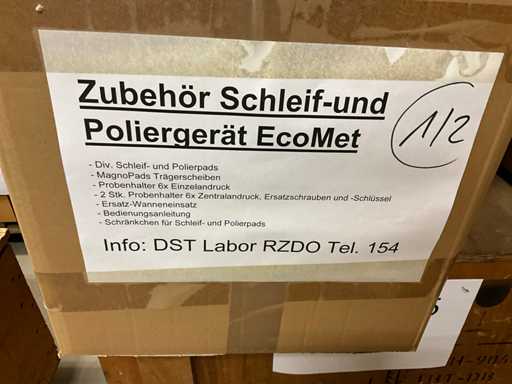 Zubehör Schleif-und
Poliergerät EcoMet
1/2
- Div. Schleif- und Polierpads
- MagnoPads Trägerscheiben
- Probenhalter 6x Einzelandruck
- 2 Stk. Probenhalter 6x Zentralandruck, Ersatzschrauben und -Schlüssel
- Ersatz-Wanneneinsatz
- Bedienungsanleitung
- Schränkchen für Schleif- und Polierpads
Info: DST Labor RZDO Tel. 154